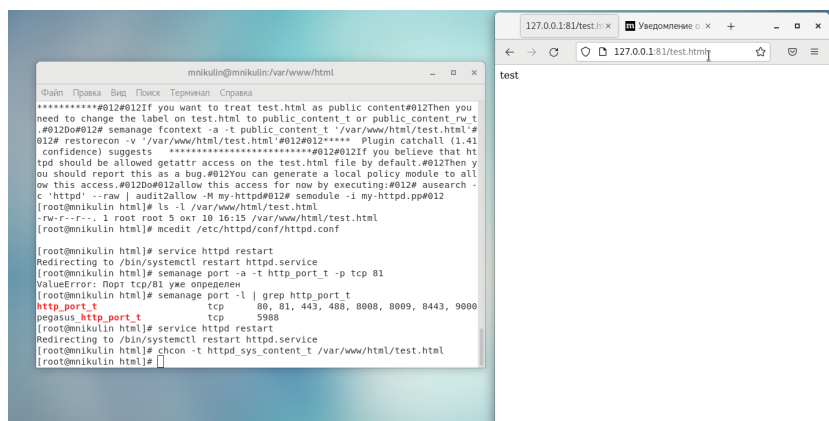 mnikulin@mnikulin:/var/www/html
Файл Правка Вид Поиск Терминал Справка
***********#012#012If you want to treat test.html as public content#012Then you
need to change the label on test.html to public_content_t or public_content_rw_t
.#012Do#012# semanage fcontext -a -t public_content_t '/var/www/html/test.html'#
012# restorecon -v '/var/www/html/test.html'#012#012***** Plugin catchall (1.41
confidence) suggests **************************#012#012If you believe that ht
tpd should be allowed getattr access on the test.html file by default.#012Then y
ou should report this as a bug.#012You can generate a local policy module to all
ow this access.#012Do#012allow this access for now by executing:#012# ausearch -
c 'httpd' --raw | audit2allow -M my-httpd#012# semodule -i my-httpd.pp#012
[root@mnikulin html]# ls -l /var/www/html/test.html
-rw-r--r--. 1 root root 5 окт 10 16:15 /var/www/html/test.html
[root@mnikulin html]# mcedit /etc/httpd/conf/httpd.conf
[root@mnikulin html]# service httpd restart
Redirecting to /bin/systemctl restart httpd.service
[root@mnikulin html]# semanage port -a -t http_port_t -p tcp 81
ValueError: Порт tcp/81 уже определен
[root@mnikulin html]# semanage port -l | grep http_port_t
http_port_t tcp 80, 81, 443, 488, 8008, 8009, 8443, 9000
pegasus_http_port_t tcp 5988
[root@mnikulin html]# service httpd restart
Redirecting to /bin/systemctl restart httpd.service
[root@mnikulin html]# chcon -t httpd_sys_content_t /var/www/html/test.html
[root@mnikulin html]#
127.0.0.1:81/test.ht
m Уведомление о
127.0.0.1:81/test.html
test